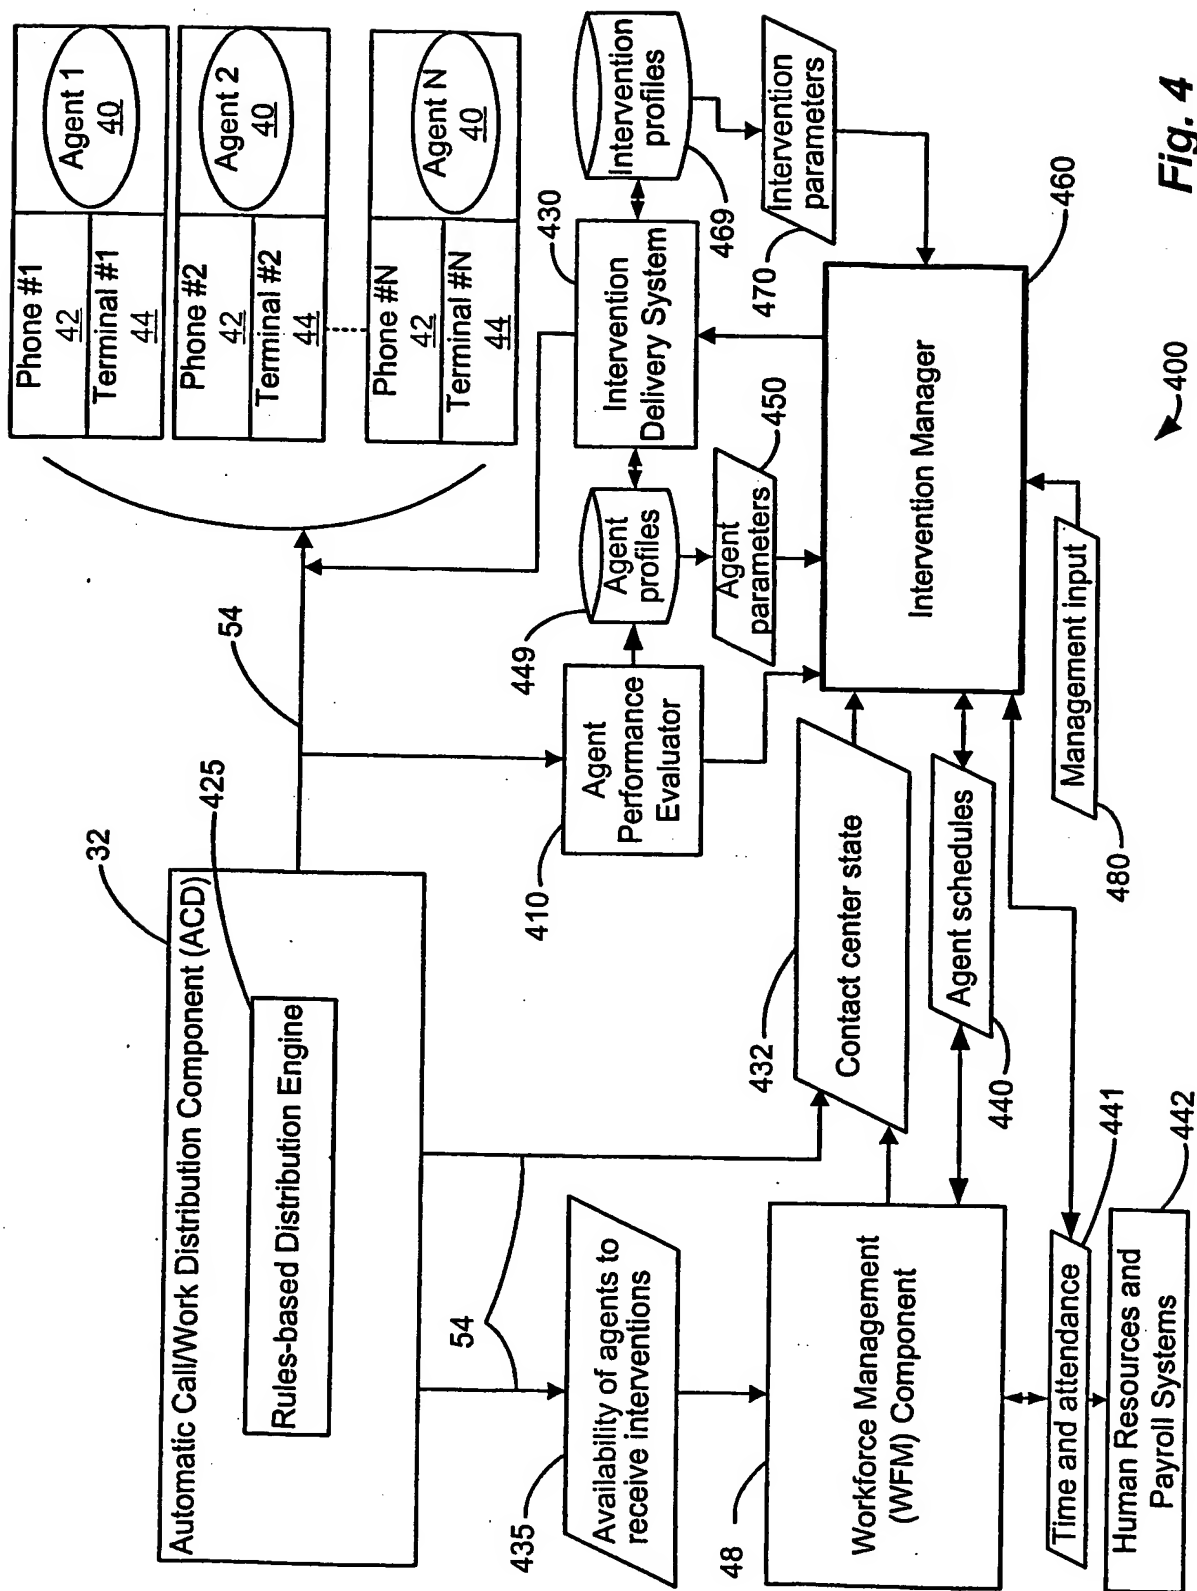 Automatic Call/Work Distribution Component (ACD)
32
Rules-based Distribution Engine
425
54
Phone #1
42
Terminal #1
44
Agent 1
40
Phone #2
42
Terminal #2
44
Agent 2
40
Phone #N
42
Terminal #N
44
Agent N
40
54
435
Availability of agents to
receive interventions
410
Agent
Performance
Evaluator
449
Agent
profiles
Intervention
Delivery System
430
Intervention
profiles
469
Agent
parameters
450
470
Intervention
parameters
48
Workforce Management
(WFM) Component
432
Contact center state
Agent schedules
440
Intervention Manager
460
Time and attendance
441
Human Resources and
Payroll Systems
442
480
Management input
400
Fig. 4